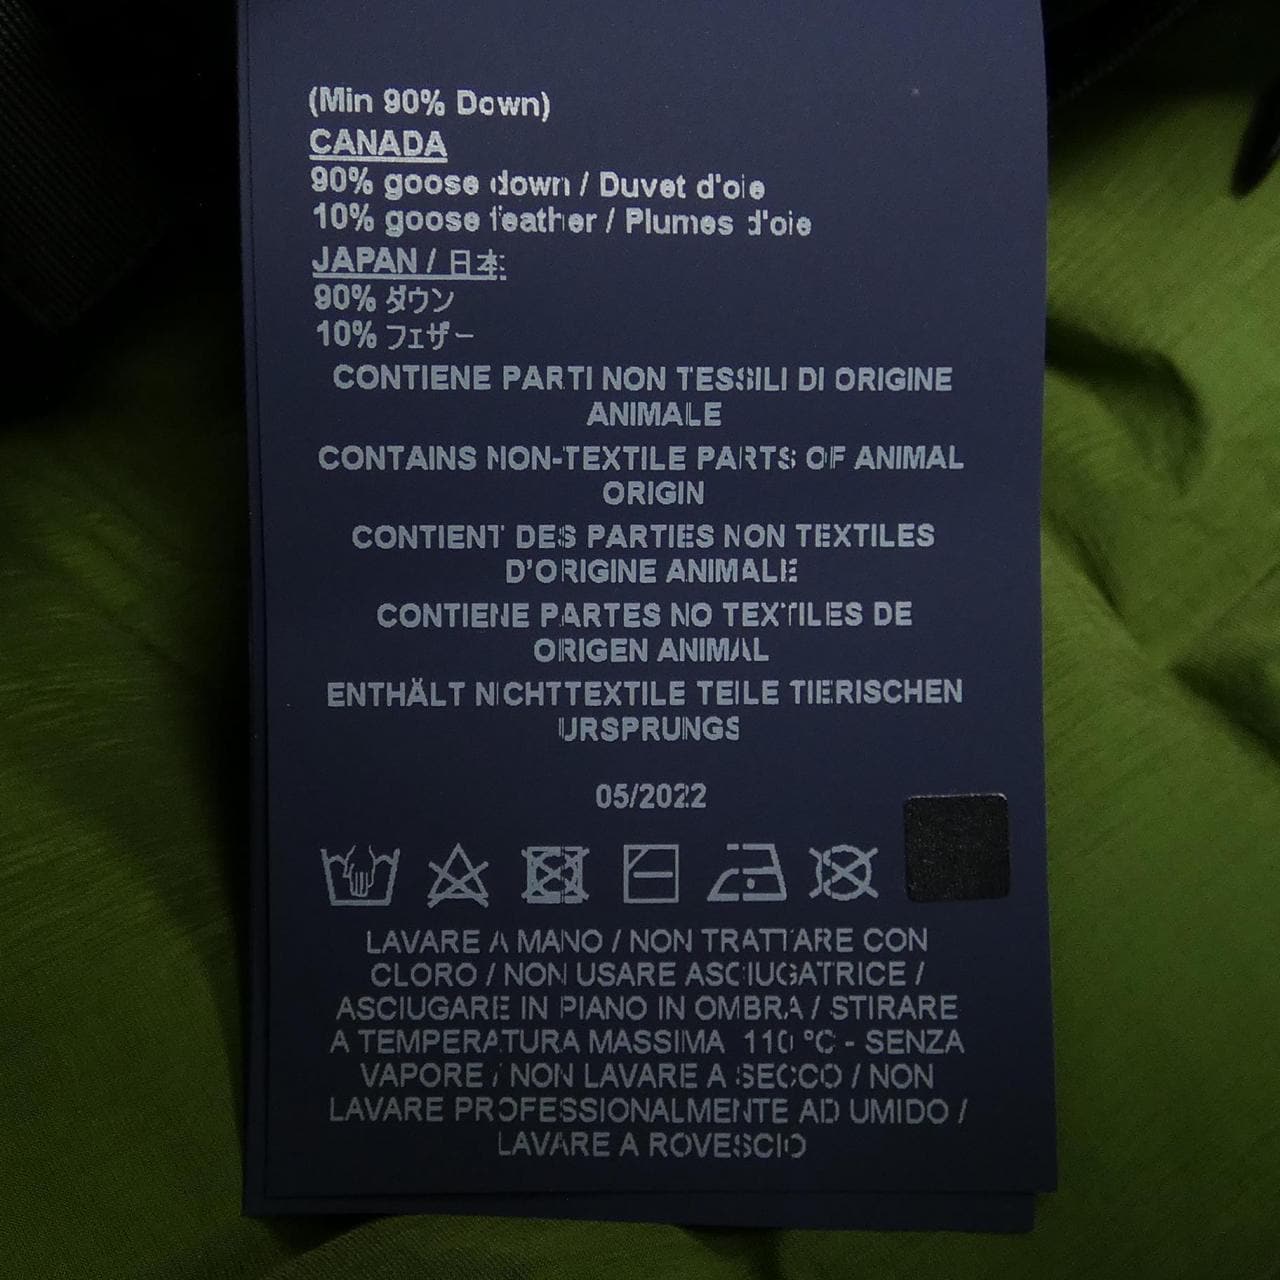 (Min 90% Down)
CANADA
90% goose down / Duvet d'oie
10% goose feather / Plumes d'oie
JAPAN / 日本
90% ダウン
10% フェザー
CONTIENE PARTI NON TESSILI DI ORIGINE
ANIMALE
CONTAINS NON-TEXTILE PARTS OF ANIMAL
ORIGIN
CONTIENT DES PARTIES NON TEXTILES
D'ORIGINE ANIMALE
CONTIENE PARTES NO TEXTILES DE
ORIGEN ANIMAL
ENTHÄLT NICHTTEXTILE TEILE TIERISCHEN
URSPRUNGS
05/2022
LAVARE A MANO / NON TRATTARE CON
CLORO / NON USARE ASCIUGATRICE /
ASCIUGARE IN PIANO IN OMBRA / STIRARE
A TEMPERATURA MASSIMA 110 °C - SENZA
VAPORE / NON LAVARE A SECCO / NON
LAVARE PROFESSIONALMENTE AD UMIDO /
LAVARE A ROVESCIO